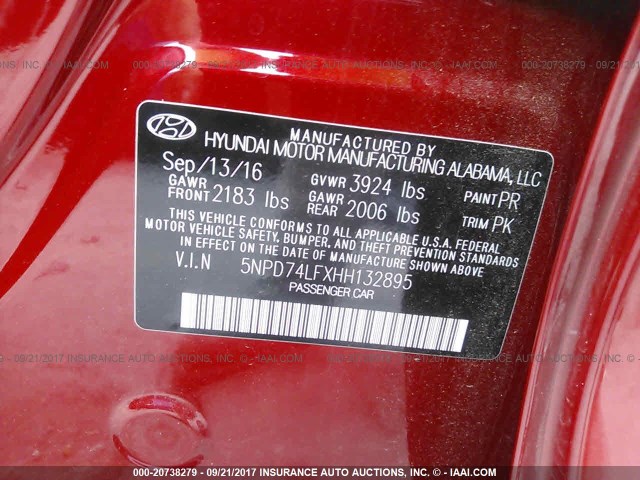 MANUFACTURED BY
HYUNDAI MOTOR MANUFACTURING ALABAMA, LLC
Sep/13/16
GAWR FRONT 2183 lbs
GVWR 3924 lbs
GAWR REAR 2006 lbs
PAINT PR
TRIM PK
THIS VEHICLE CONFORMS TO ALL APPLICABLE U.S.A. FEDERAL
MOTOR VEHICLE SAFETY, BUMPER, AND THEFT PREVENTION STANDARDS
IN EFFECT ON THE DATE OF MANUFACTURE SHOWN ABOVE.
V.I.N 5NPD74LFXHH132895
PASSENGER CAR
000-20738279 - 09/21/2017 INSURANCE AUTO AUCTIONS, INC. - © - WWW.IAAI.COM